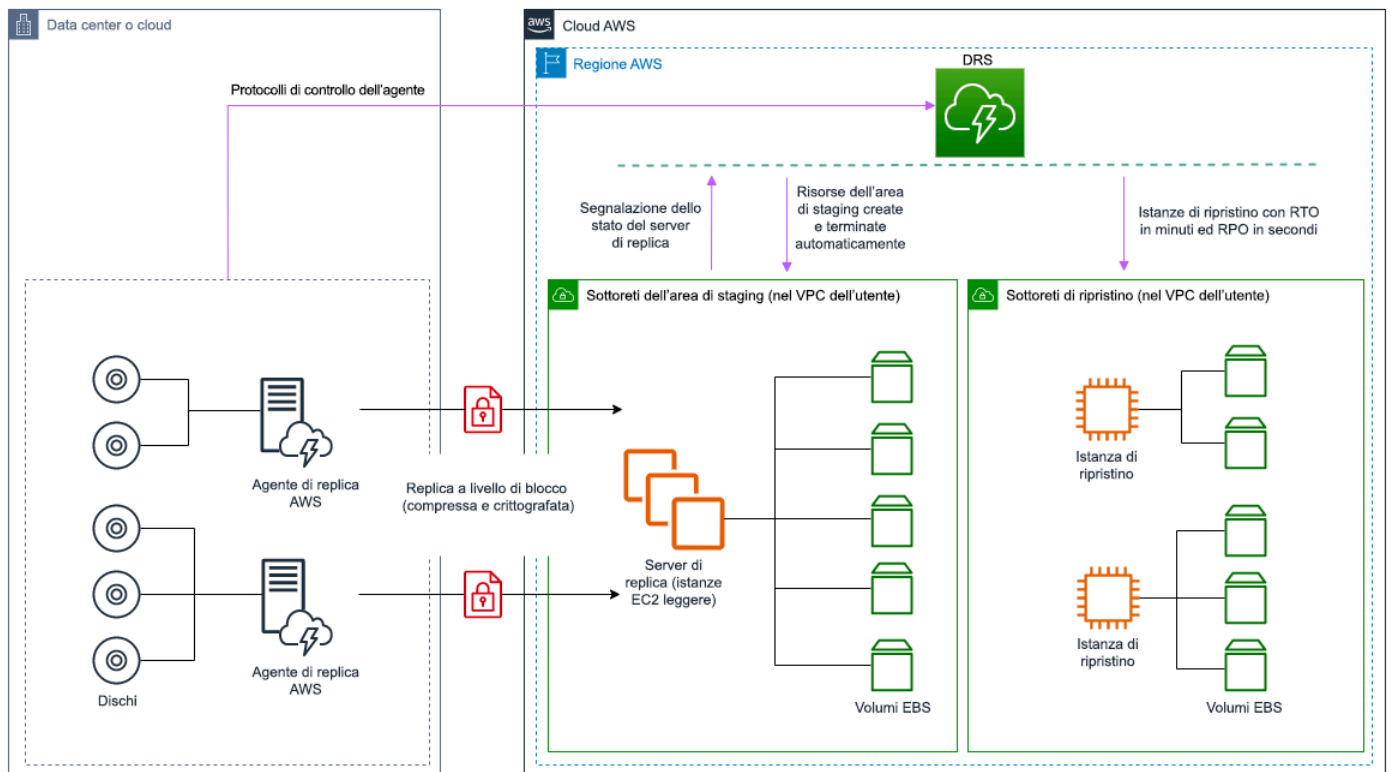 Data center o cloud
aws
Cloud AWS
Regione AWS
DRS
Protocolli di controllo dell'agente
Segnalazione dello
stato del server
di replica
Risorse dell'area
di staging create
e terminate
automaticamente
Istanze di ripristino con RTO
in minuti ed RPO in secondi
Sottoreti dell'area di staging (nel VPC dell'utente)
Sottoreti di ripristino (nel VPC dell'utente)
Agente di replica
AWS
Replica a livello di blocco
(compressa e crittografata)
Istanza di
ripristino
Server di
replica (istanze
EC2 leggere)
Istanza di
ripristino
Agente di replica
AWS
Dischi
Volumi EBS
Volumi EBS